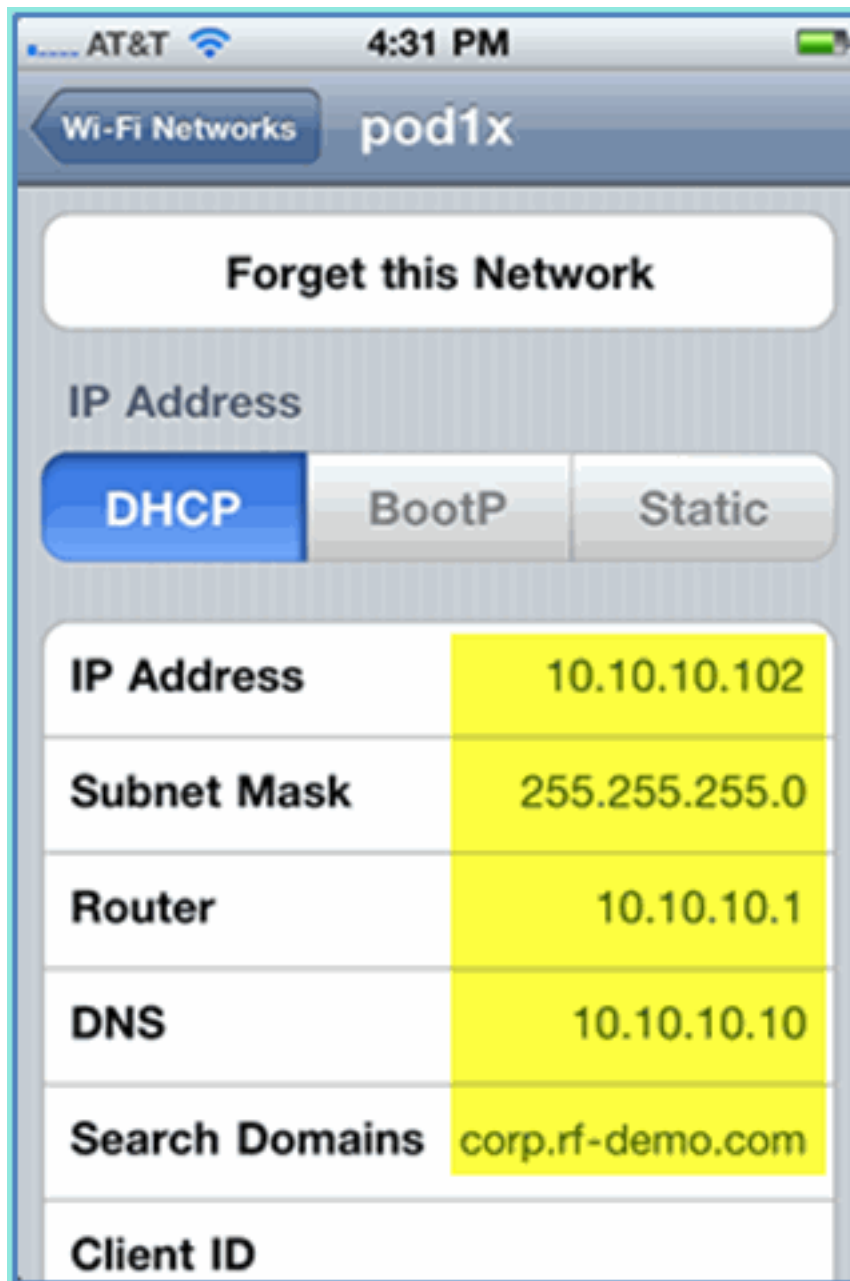 AT&T 4:31 PM
Wi-Fi Networks pod1x
Forget this Network
IP Address
DHCP BootP Static
IP Address 10.10.10.102
Subnet Mask 255.255.255.0
Router 10.10.10.1
DNS 10.10.10.10
Search Domains corp.rf-demo.com
Client ID